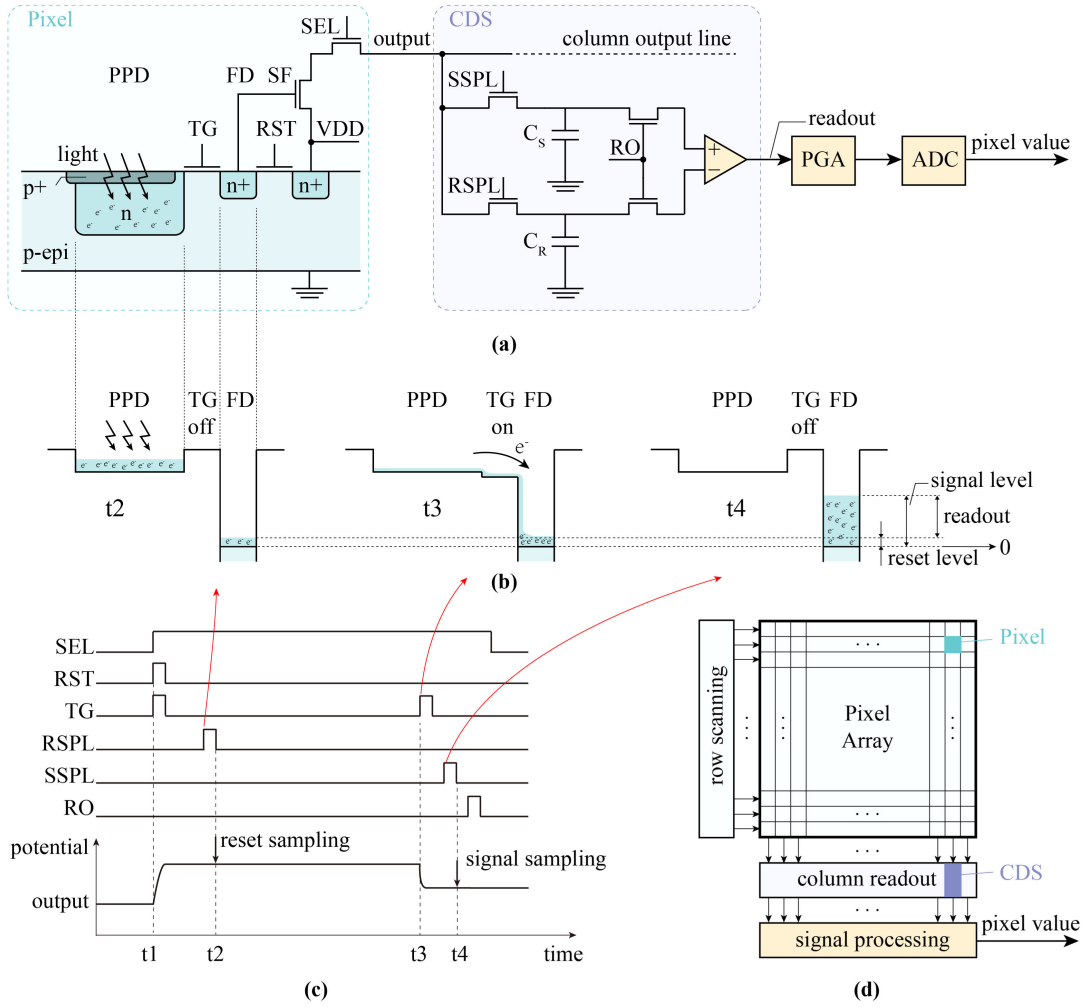 Pixel
CDS
SEL
output
column output line
PPD
FD
SF
SSPL
TG
RST
VDD
C_S
RO
readout
light
pixel value
PGA
ADC
p+
n+
n+
n
RSPL
e⁻ e⁻ e⁻ e⁻ e⁻ e⁻ e⁻ e⁻
p-epi
C_R
(a)
PPD
TG
FD
off
PPD
TG
FD
on
e⁻
PPD
TG
FD
off
t2
t3
t4
signal level
readout
0
reset level
(b)
SEL
RST
TG
RSPL
SSPL
RO
potential
reset sampling
signal sampling
output
t1
t2
t3
t4
time
(c)
row scanning
Pixel
Pixel
Array
column readout
CDS
signal processing
pixel value
(d)